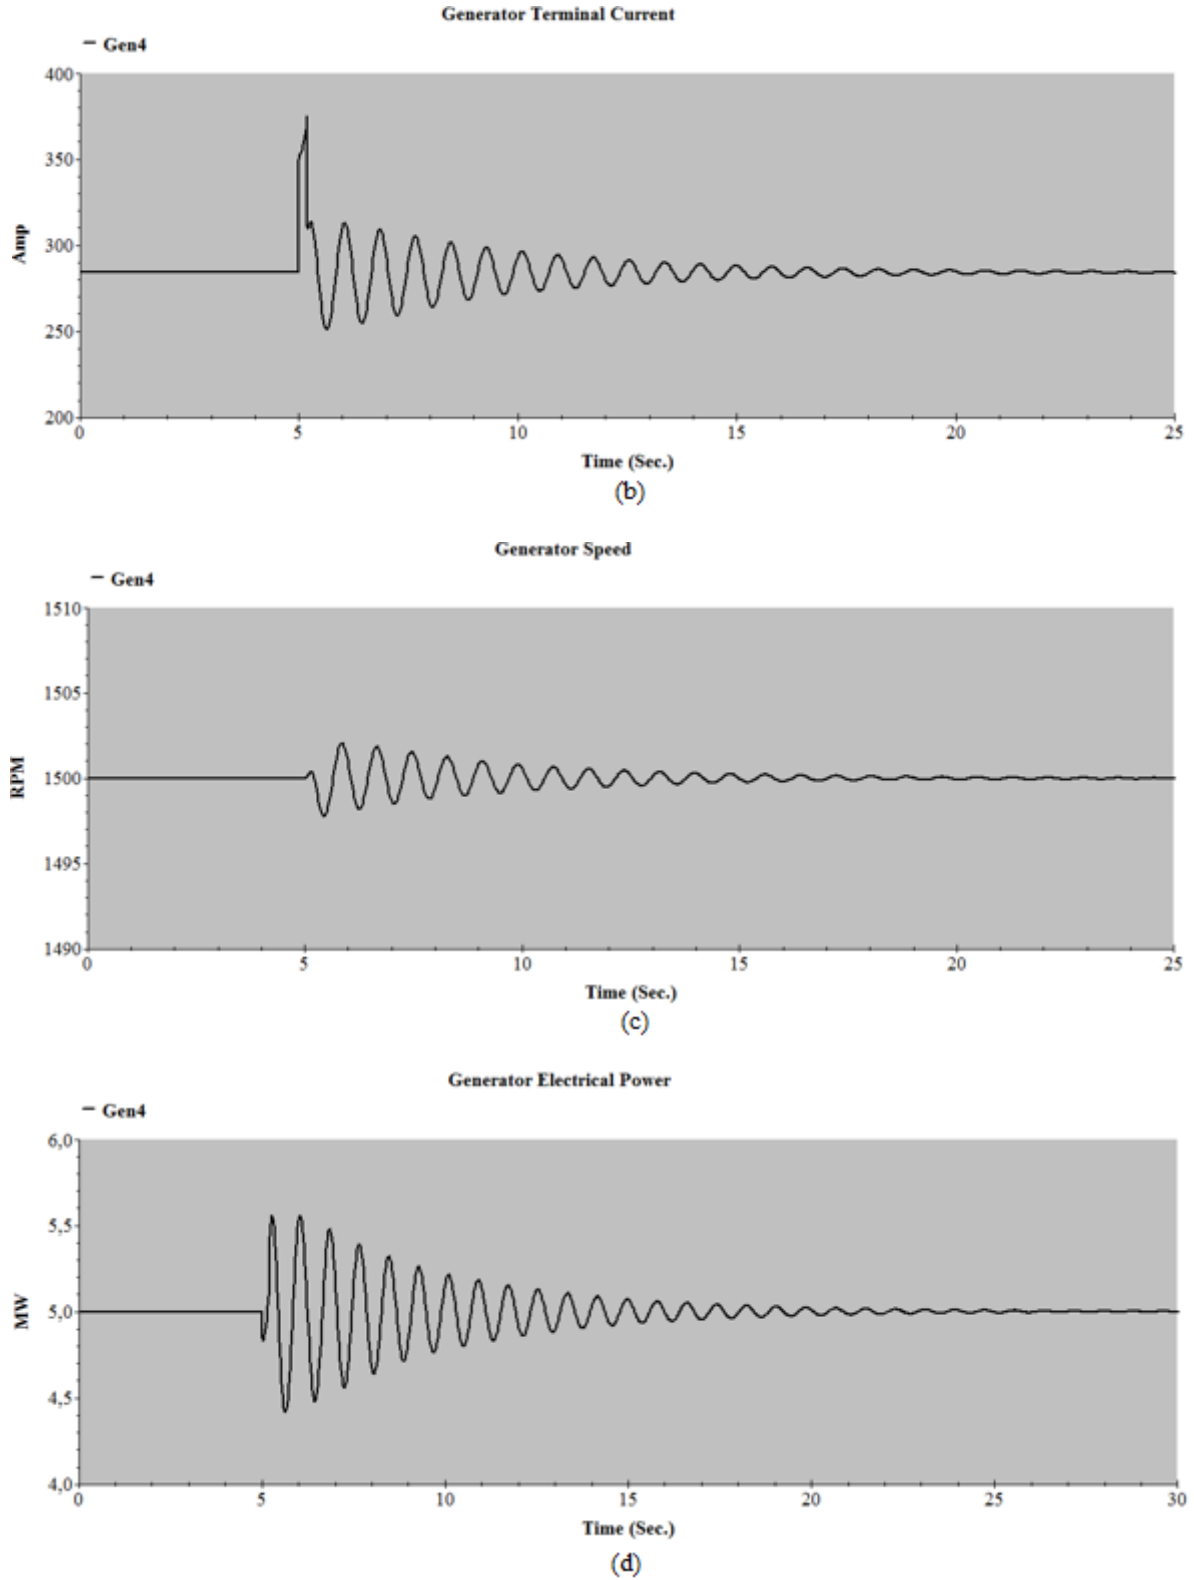 Generator Terminal Current
Gen4
400
350
300
250
200
Amp
0 5 10 15 20 25
Time (Sec.)
(b)
Generator Speed
Gen4
1510
1505
1500
1495
1490
RPM
0 5 10 15 20 25
Time (Sec.)
(c)
Generator Electrical Power
Gen4
6,0
5,5
5,0
4,5
4,0
MW
0 5 10 15 20 25 30
Time (Sec.)
(d)